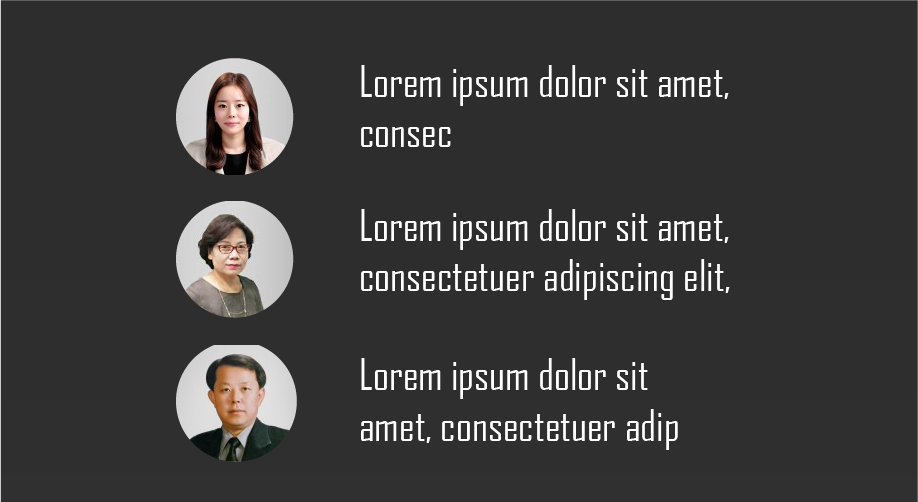 Lorem ipsum dolor sit amet,
consec
Lorem ipsum dolor sit amet,
consectetuer adipiscing elit,
Lorem ipsum dolor sit
amet, consectetuer adip